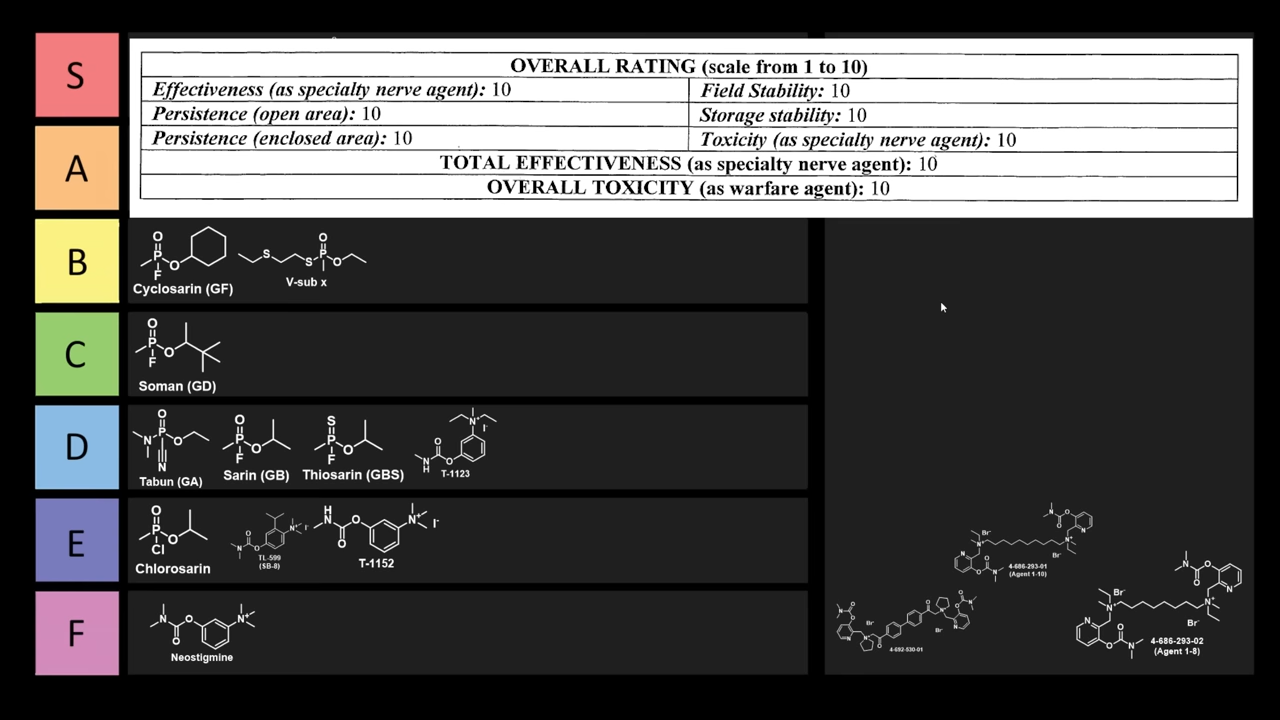 S
OVERALL RATING (scale from 1 to 10)
Effectiveness (as specialty nerve agent): 10
Field Stability: 10
Persistence (open area): 10
Storage stability: 10
Persistence (enclosed area): 10
Toxicity (as specialty nerve agent): 10
TOTAL EFFECTIVENESS (as specialty nerve agent): 10
OVERALL TOXICITY (as warfare agent): 10
A
B
Cyclosarin (GF)
V-sub x
C
Soman (GD)
D
Tabun (GA)
Sarin (GB)
Thiosarin (GBS)
T-1123
E
Chlorosarin
TL-599
(SB-8)
T-1152
F
Neostigmine
4-686-293-01
(Agent 1-10)
4-692-530-01
4-686-293-02
(Agent 1-8)